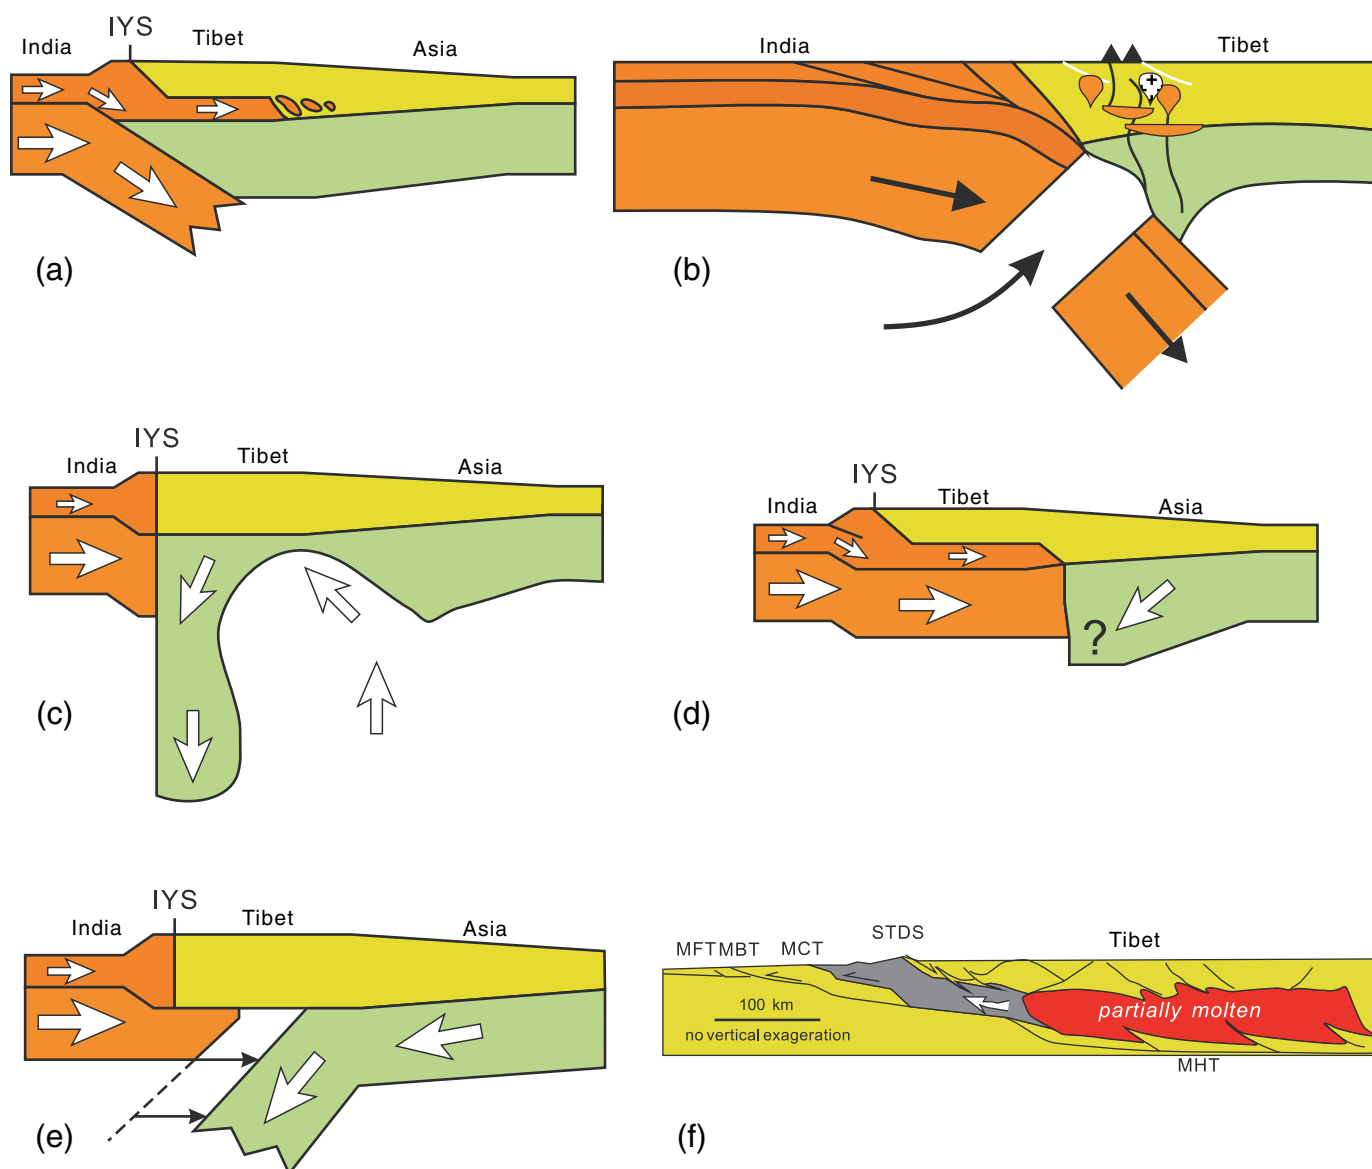 IYS
India
Tibet
Asia
(a)
India
Tibet
(b)
IYS
India
Tibet
Asia
(c)
IYS
India
Tibet
Asia
?
(d)
IYS
India
Tibet
Asia
(e)
STDS
Tibet
MFT MBT
MCT
100 km
no vertical exageration
partially molten
MHT
(f)